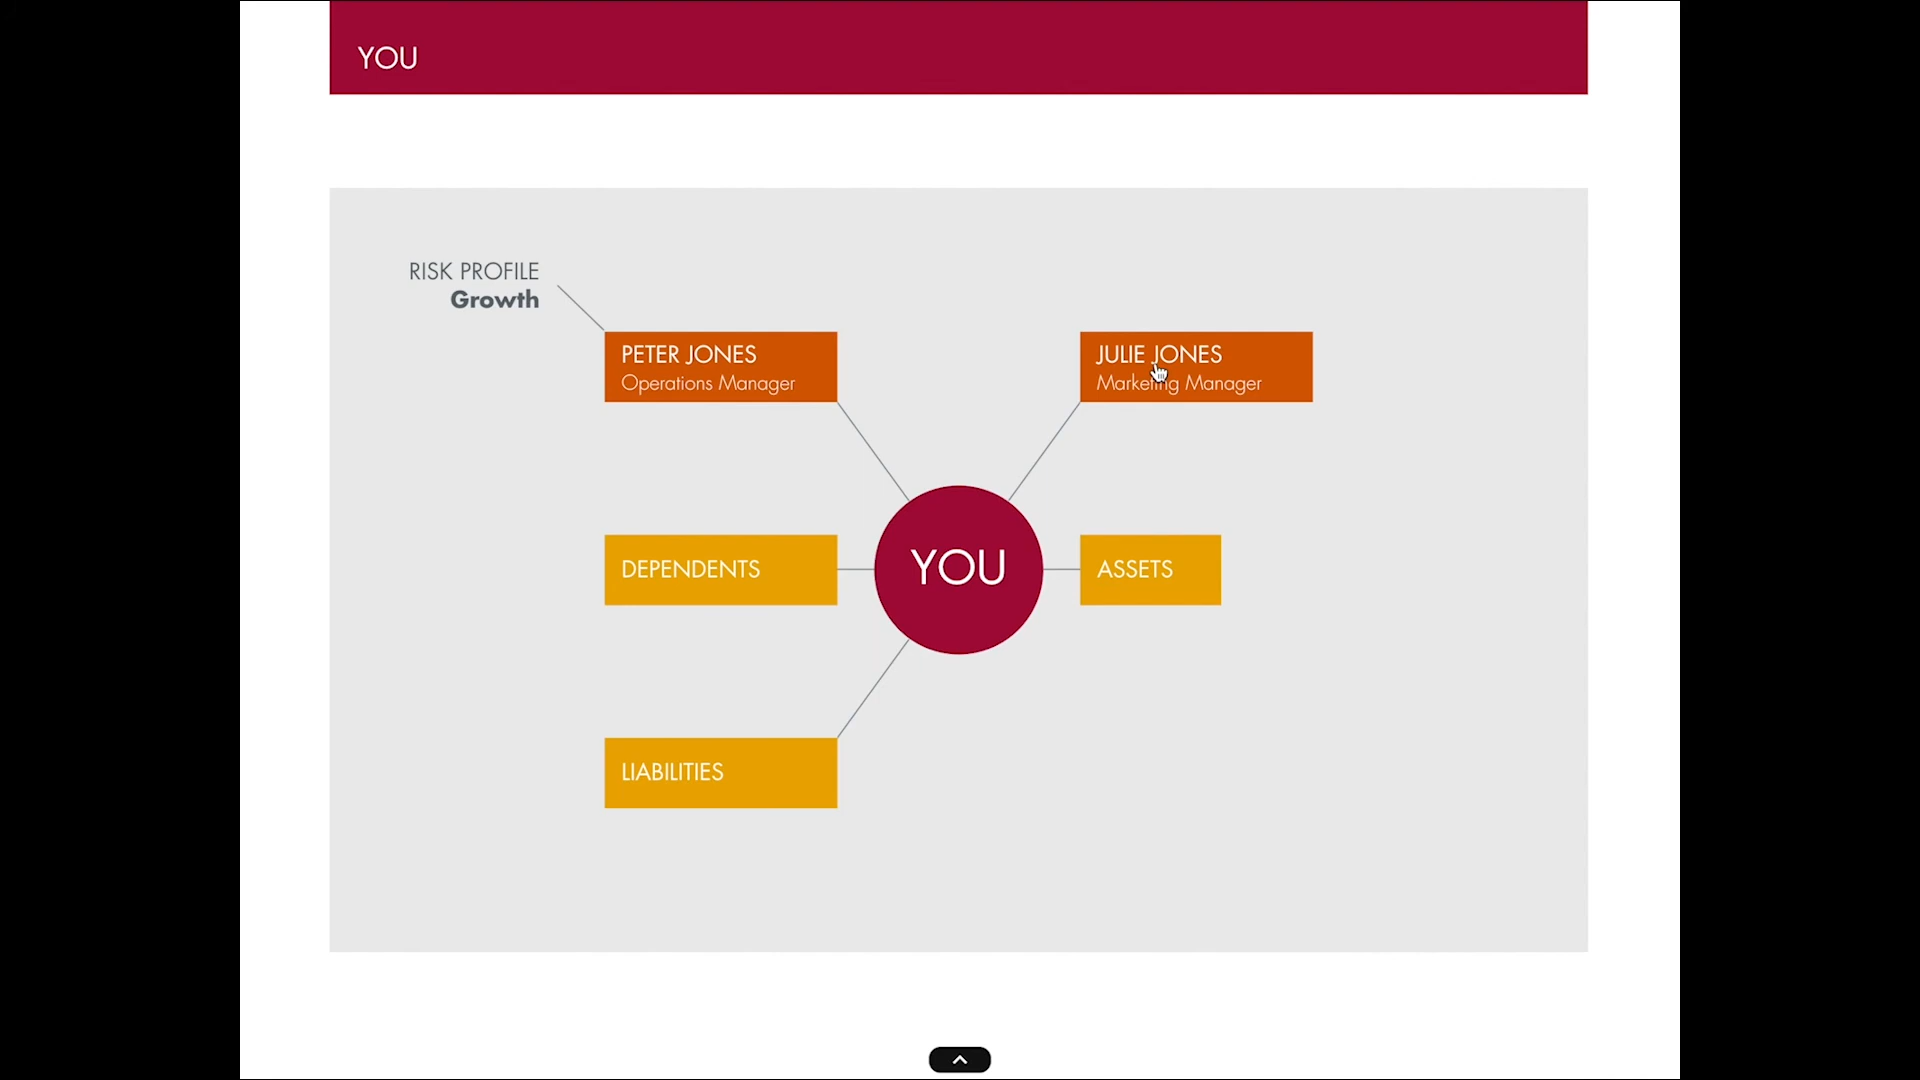 YOU
RISK PROFILE
Growth
PETER JONES
Operations Manager
JULIE JONES
Marketing Manager
DEPENDENTS
YOU
ASSETS
LIABILITIES